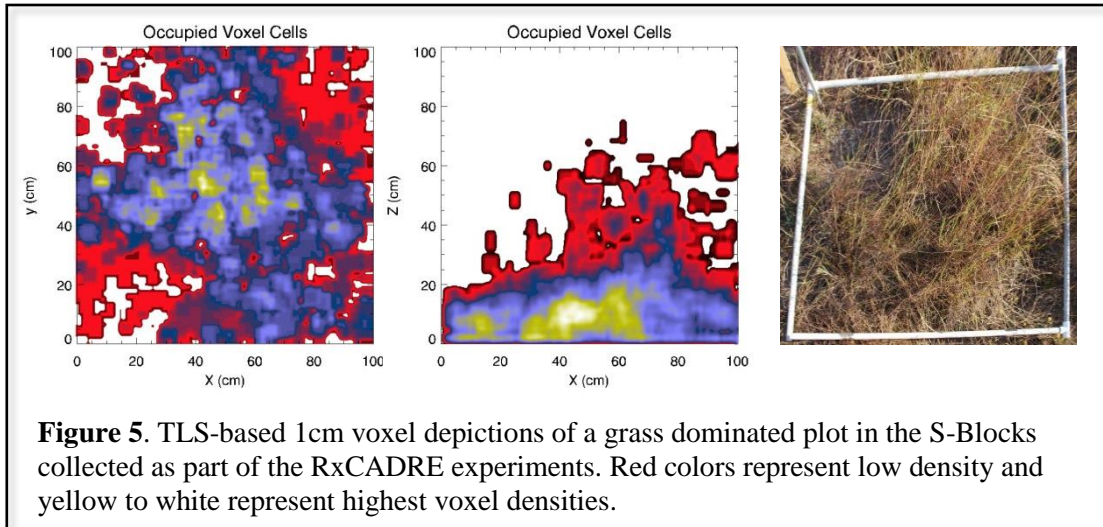 Occupied Voxel Cells
100
80
60
40
20
0
y (cm)
0 20 40 60 80 100
X (cm)
Occupied Voxel Cells
100
80
60
40
20
0
Z (cm)
0 20 40 60 80 100
X (cm)
Figure 5. TLS-based 1cm voxel depictions of a grass dominated plot in the S-Blocks
collected as part of the RxCADRE experiments. Red colors represent low density and
yellow to white represent highest voxel densities.